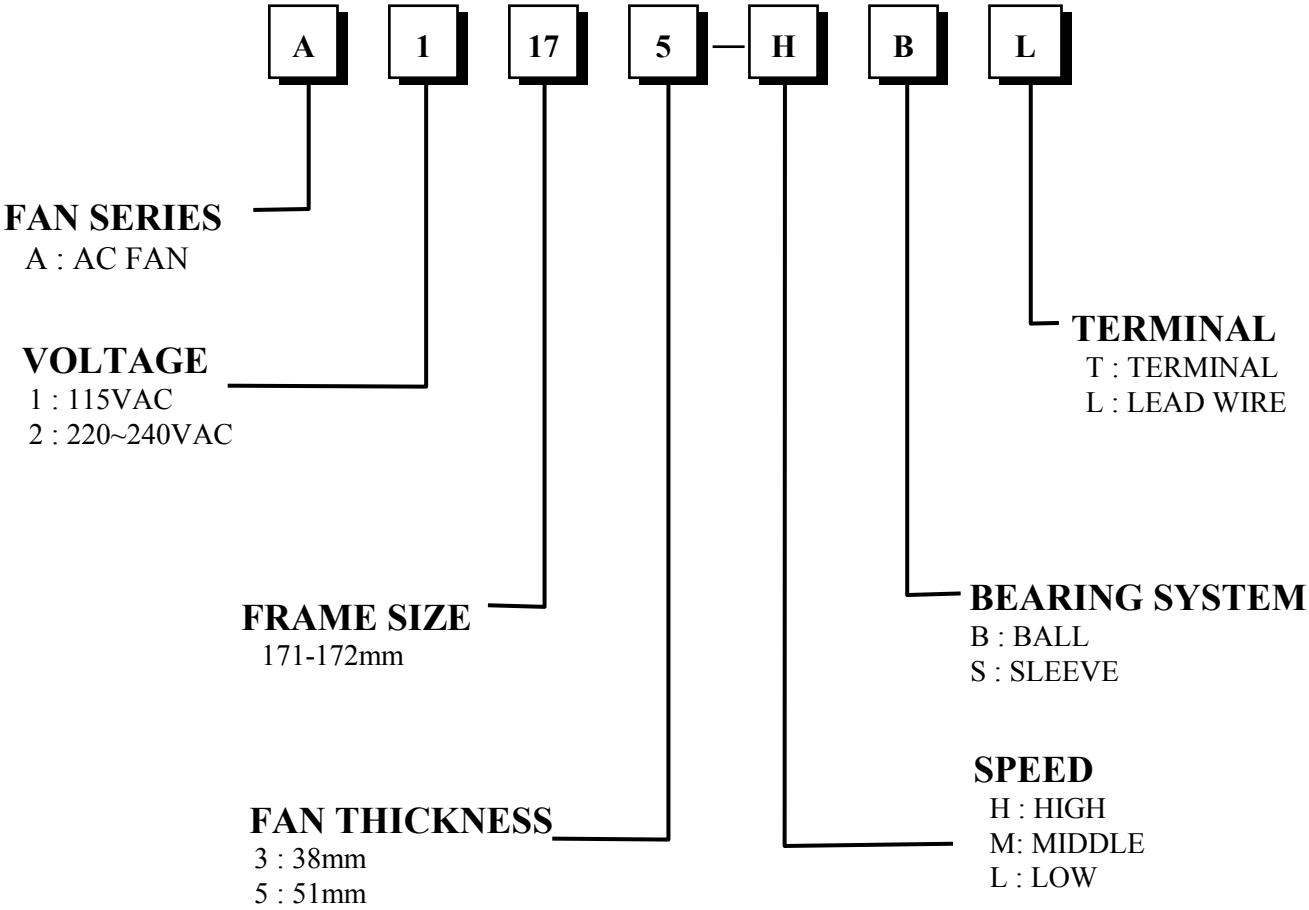 A 1 17 5 — H B L
FAN SERIES
A : AC FAN
VOLTAGE
1 : 115VAC
2 : 220~240VAC
TERMINAL
T : TERMINAL
L : LEAD WIRE
FRAME SIZE
171-172mm
BEARING SYSTEM
B : BALL
S : SLEEVE
FAN THICKNESS
3 : 38mm
5 : 51mm
SPEED
H : HIGH
M: MIDDLE
L : LOW